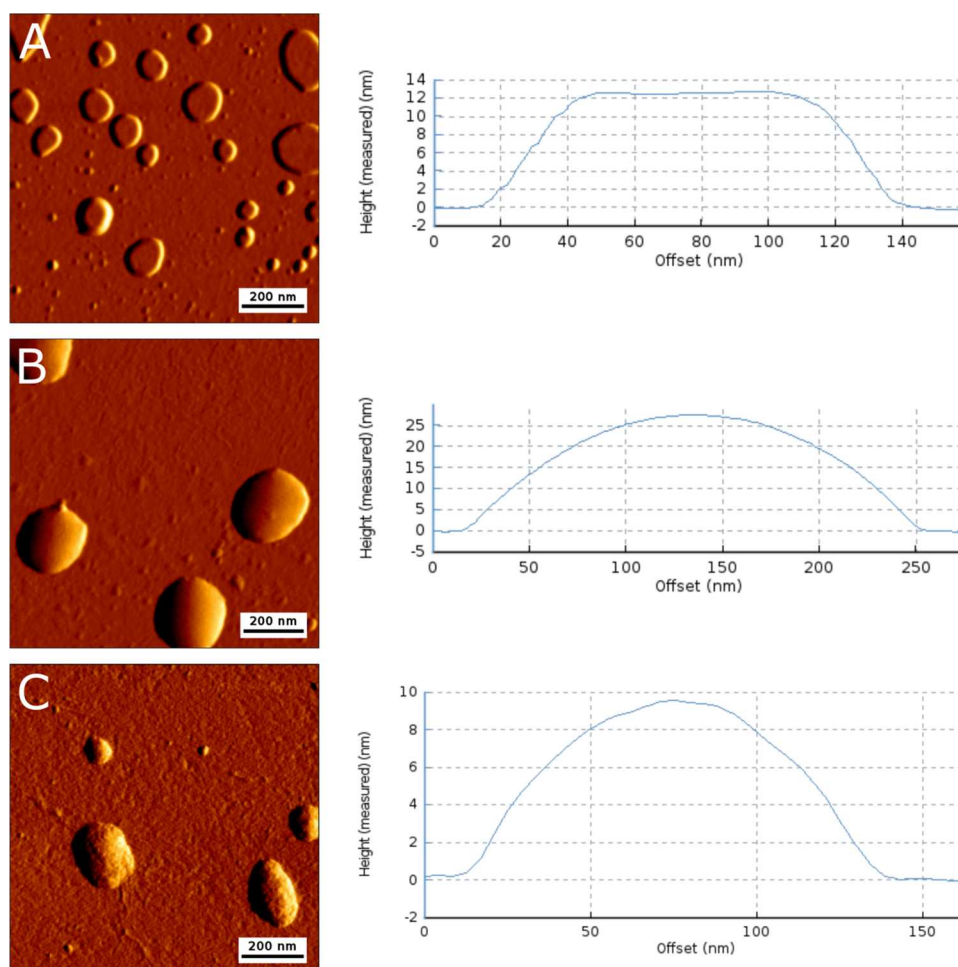 A
200 nm
Height (measured) (nm)
14
12
10
8
6
4
2
0
-2
0 20 40 60 80 100 120 140
Offset (nm)
B
200 nm
Height (measured) (nm)
25
20
15
10
5
0
-5
0 50 100 150 200 250
Offset (nm)
C
200 nm
Height (measured) (nm)
10
8
6
4
2
0
-2
0 50 100 150
Offset (nm)